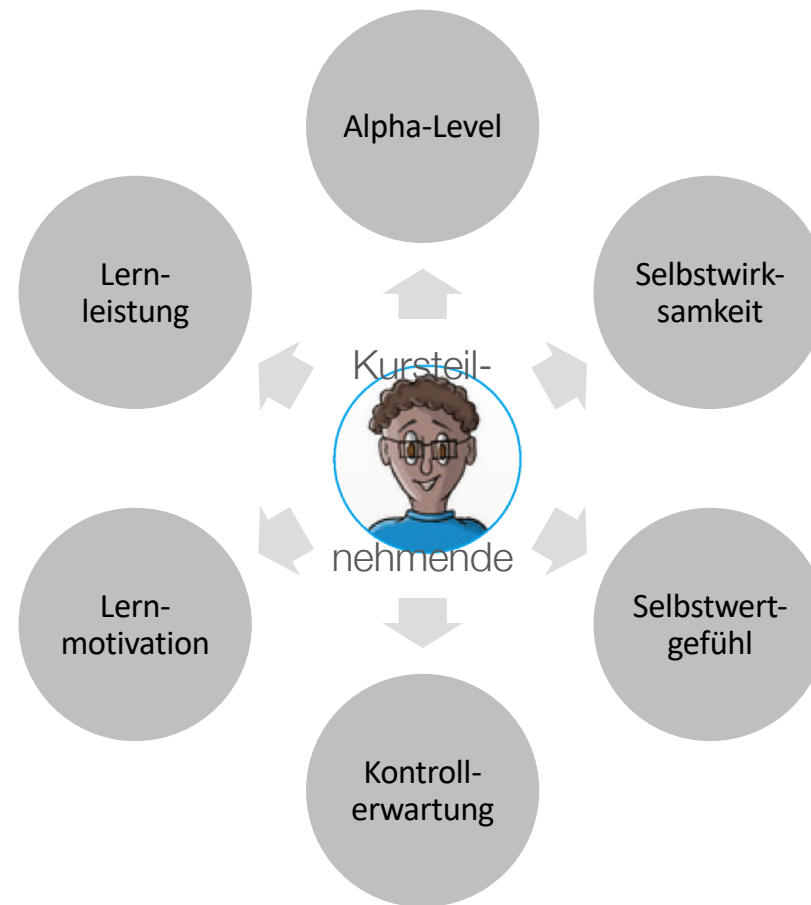 Alpha-Level
Lern-
leistung
Selbstwirk-
samkeit
Kursteil-
nehmende
Lern-
motivation
Selbstwert-
gefühl
Kontroll-
erwartung